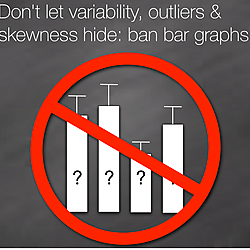 Don't let variability, outliers &
skewness hide: ban bar graphs
? ? ?